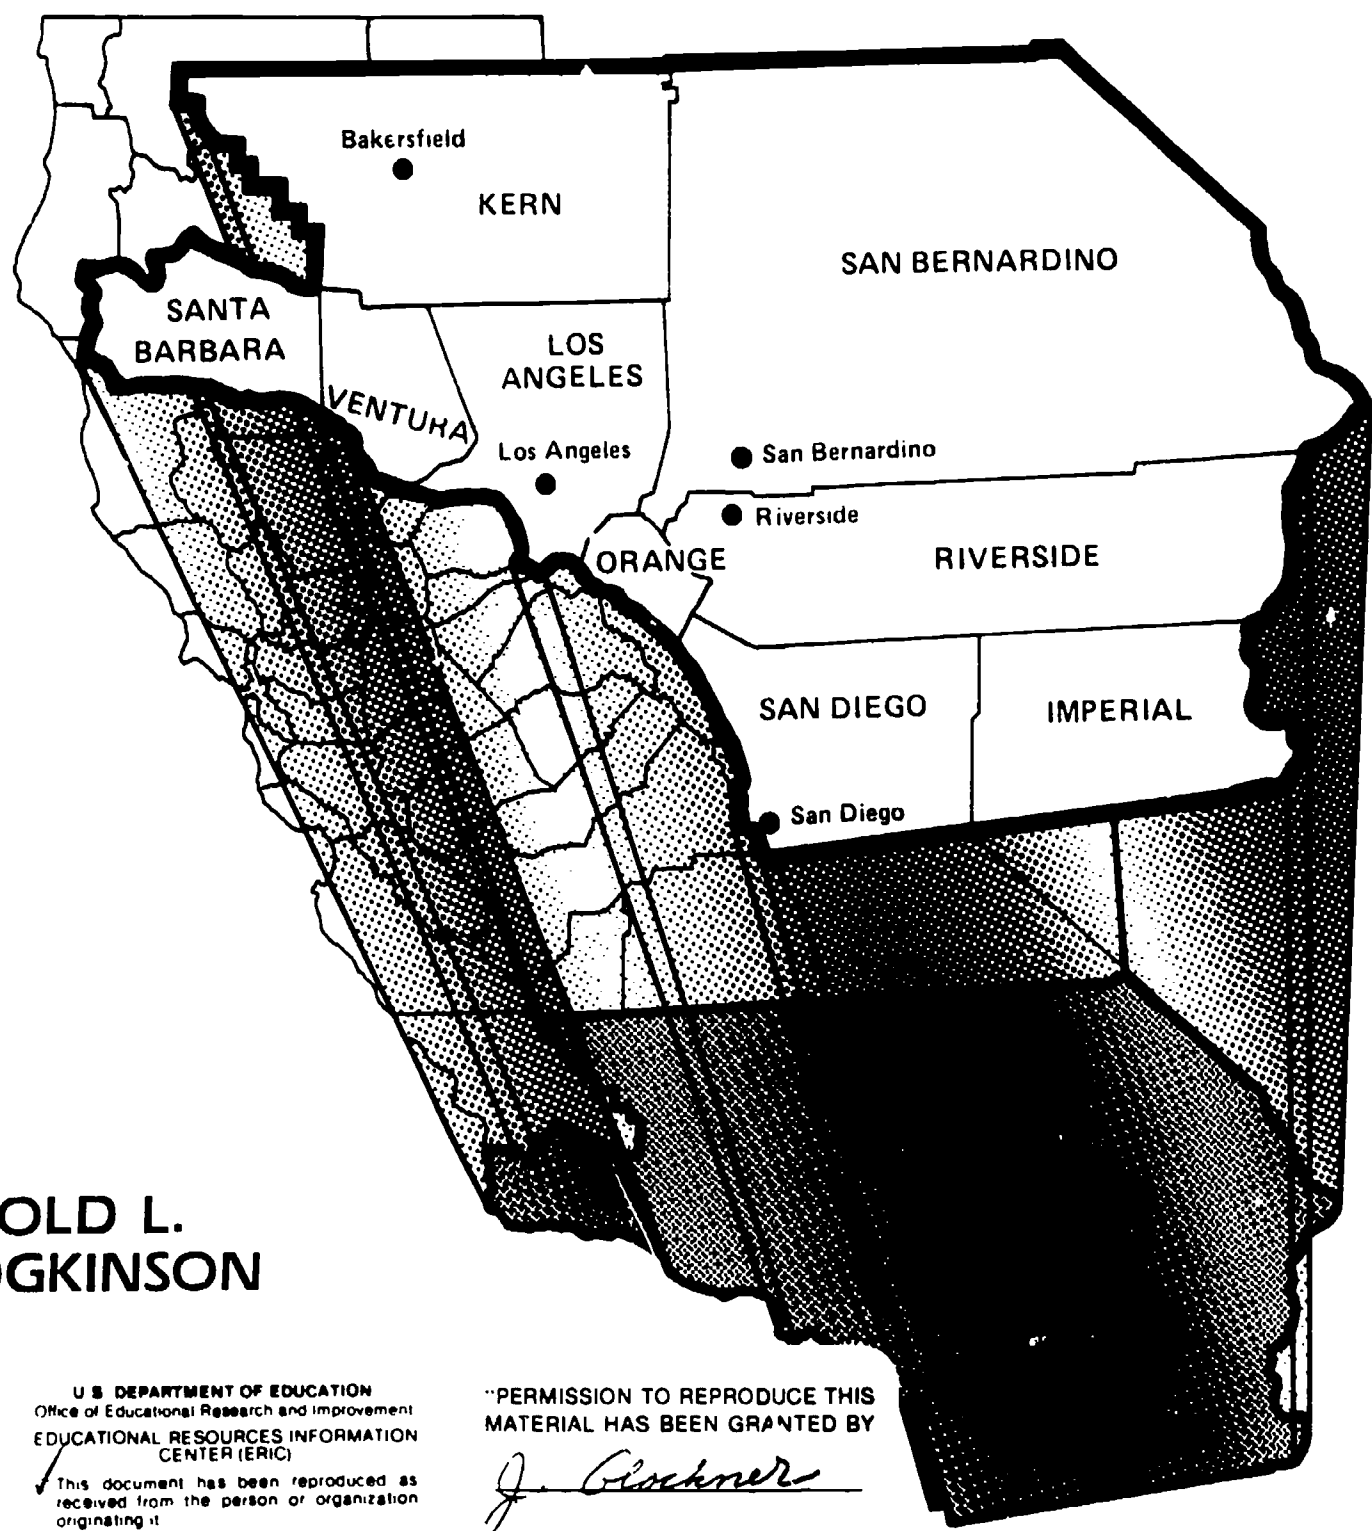 Bakersfield
KERN
SAN BERNARDINO
SANTA
BARBARA
LOS
ANGELES
VENTURA
Los Angeles
San Bernardino
Riverside
ORANGE
RIVERSIDE
SAN DIEGO
IMPERIAL
San Diego
OLD L.
OGKINSON
U S DEPARTMENT OF EDUCATION
Office of Educational Research and Improvement
EDUCATIONAL RESOURCES INFORMATION
CENTER (ERIC)
This document has been reproduced as
received from the person or organization
originating it
"PERMISSION TO REPRODUCE THIS
MATERIAL HAS BEEN GRANTED BY
J. Glockner